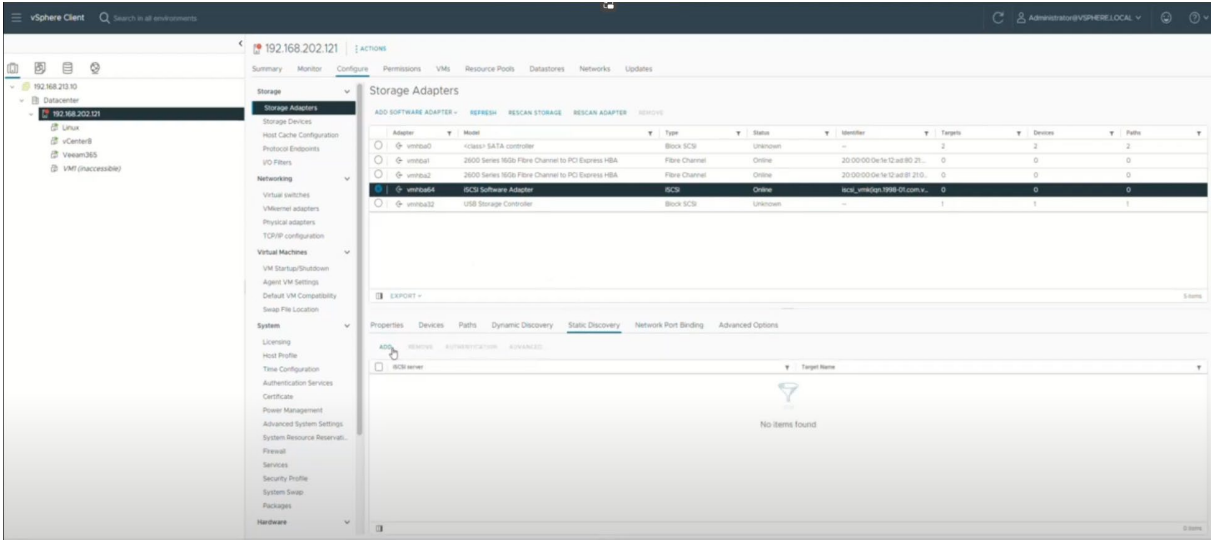 vSphere Client Search in all environments Administrator@VSPHERE.LOCAL
192.168.202.121 ACTIONS
Summary Monitor Configure Permissions VMs Resource Pools Datastores Networks Updates
192.168.213.10
Datacenter
192.168.202.121
Linux
vCenter8
Veeam365
VM1 (inaccessible)
Storage
Storage Adapters
Storage Devices
Host Cache Configuration
Protocol Endpoints
I/O Filters
Networking
Virtual switches
VMkernel adapters
Physical adapters
TCP/IP configuration
Virtual Machines
VM Startup/Shutdown
Agent VM Settings
Default VM Compatibility
Swap File Location
System
Licensing
Host Profile
Time Configuration
Authentication Services
Certificate
Power Management
Advanced System Settings
System Resource Reservati...
Firewall
Services
Security Profile
System Swap
Packages
Hardware
Storage Adapters
ADD SOFTWARE ADAPTER REFRESH RESCAN STORAGE RESCAN ADAPTER REMOVE
Adapter Model Type Status Identifier Targets Devices Paths
vmhba0 <class> SATA controller Block SCSI Unknown -- 2 2 2
vmhba1 2600 Series 16Gb Fibre Channel to PCI Express HBA Fibre Channel Online 0 0 0
vmhba2 2600 Series 16Gb Fibre Channel to PCI Express HBA Fibre Channel Online 0 0 0
vmhba64 iSCSI Software Adapter iSCSI Online iscsi_vmk(iqn.1998-01.com.v... 0 0 0
vmhba32 USB Storage Controller Block SCSI Unknown -- 1 1 1
EXPORT 5 items
Properties Devices Paths Dynamic Discovery Static Discovery Network Port Binding Advanced Options
ADD... REMOVE AUTHENTICATION ADVANCED...
iSCSI server Target Name
No items found
0 items